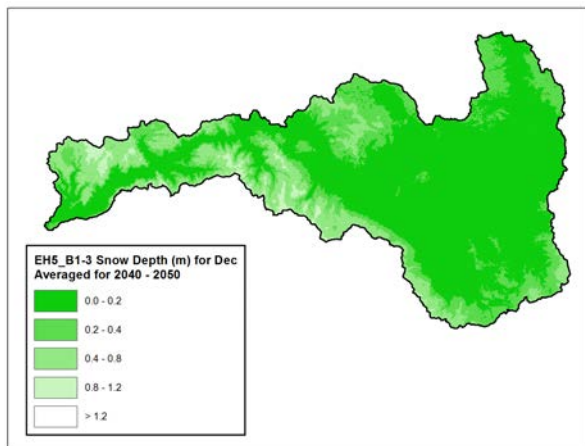 EH5_B1-3 Snow Depth (m) for Dec
Averaged for 2040 - 2050
0.0 - 0.2
0.2 - 0.4
0.4 - 0.8
0.8 - 1.2
> 1.2